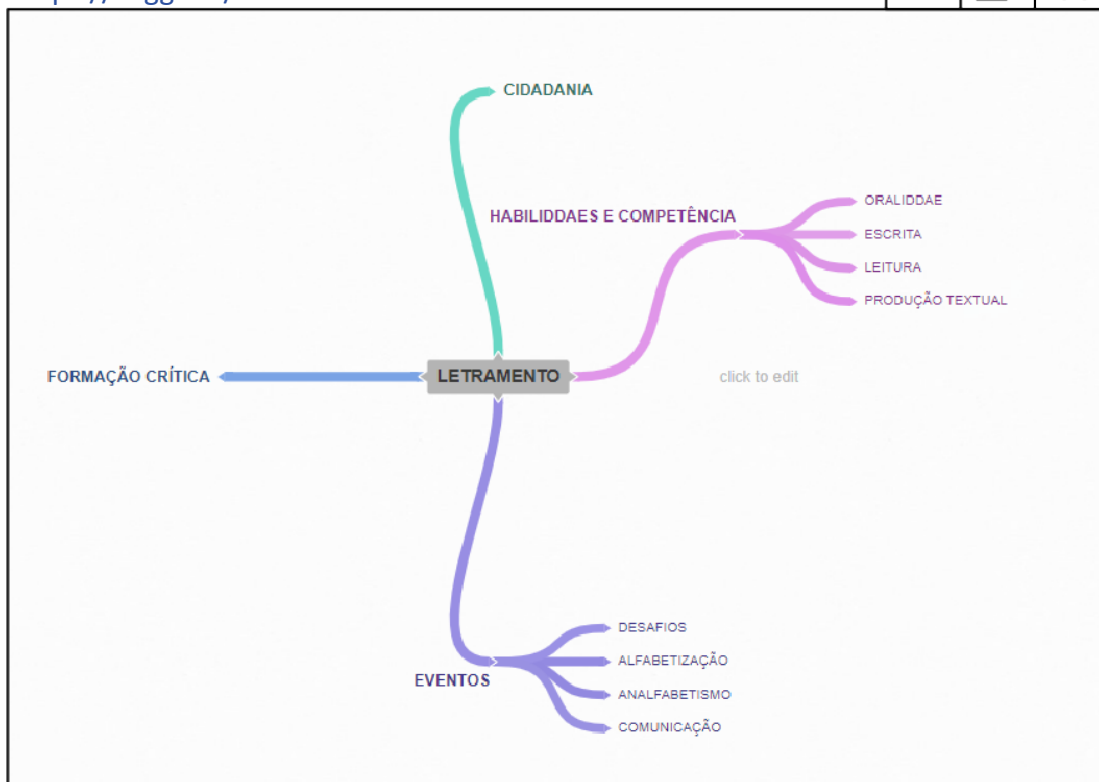 CIDADANIA
HABILIDDAES E COMPETÊNCIA
ORALIDDAE
ESCRITA
LEITURA
PRODUÇÃO TEXTUAL
FORMAÇÃO CRÍTICA
LETRAMENTO
click to edit
EVENTOS
DESAFIOS
ALFABETIZAÇÃO
ANALFABETISMO
COMUNICAÇÃO